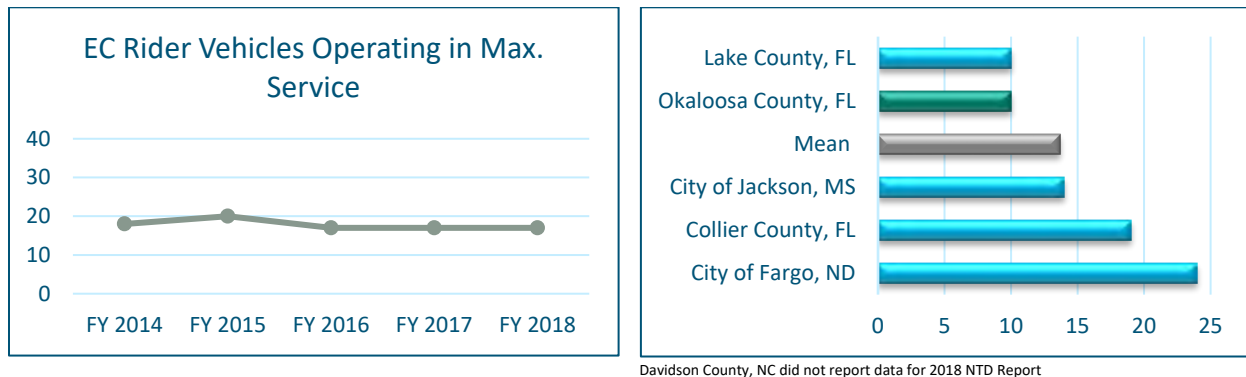 EC Rider Vehicles Operating in Max.
Service
40
30
20
10
0
FY 2014 FY 2015 FY 2016 FY 2017 FY 2018
Lake County, FL
Okaloosa County, FL
Mean
City of Jackson, MS
Collier County, FL
City of Fargo, ND
0 5 10 15 20 25
Davidson County, NC did not report data for 2018 NTD Report